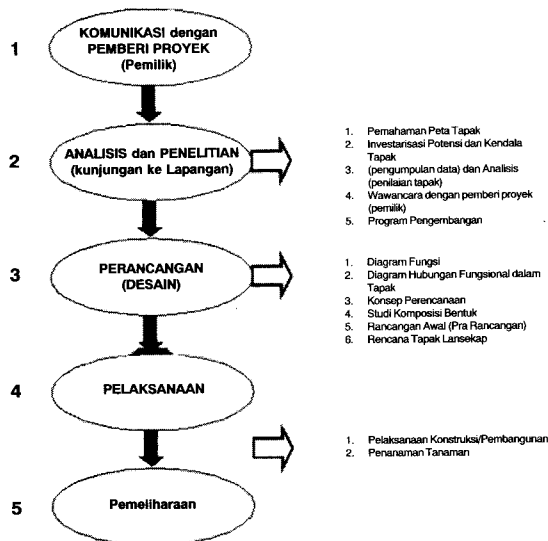 1
KOMUNIKASI dengan
PEMBERI PROYEK
(Pemilik)
2
ANALISIS dan PENELITIAN
(kunjungan ke Lapangan)
1. Pemahaman Peta Tapak
2. Investarisasi Potensi dan Kendala
Tapak
3. (pengumpulan data) dan Analisis
(penilaian tapak)
4. Wawancara dengan pemberi proyek
(pemilik)
5. Program Pengembangan
3
PERANCANGAN
(DESAIN)
1. Diagram Fungsi
2. Diagram Hubungan Fungsional dalam
Tapak
3. Konsep Perencanaan
4. Studi Komposisi Bentuk
5. Rancangan Awal (Pra Rancangan)
6. Rencana Tapak Lansekap
4
PELAKSANAAN
1. Pelaksanaan Konstruksi/Pembangunan
2. Penanaman Tanaman
5
Pemeliharaan